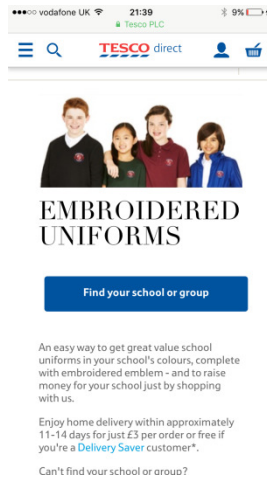 vodafone UK 21:39 9%
Tesco PLC
TESCO direct
EMBROIDERED
UNIFORMS
Find your school or group
An easy way to get great value school
uniforms in your school's colours, complete
with embroidered emblem - and to raise
money for your school just by shopping
with us.
Enjoy home delivery within approximately
11-14 days for just £3 per order or free if
you're a Delivery Saver customer*.
Can't find your school or group?